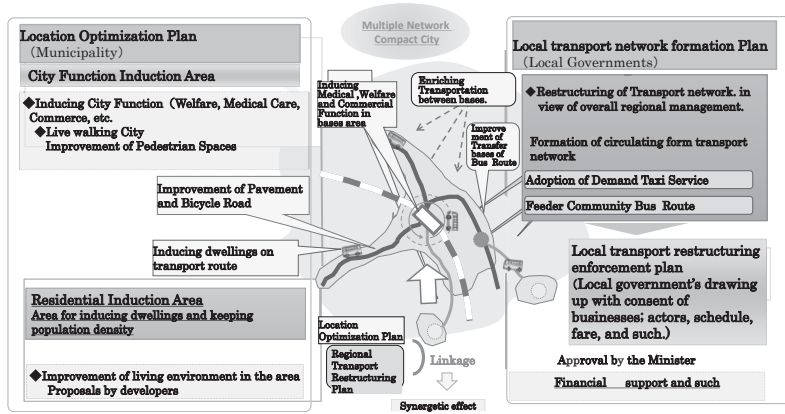 Multiple Network
Compact City
Location Optimization Plan
(Municipality)
City Function Induction Area
◆Inducing City Function (Welfare, Medical Care,
Commerce, etc.
◆Live walking City
Improvement of Pedestrian Spaces
Improvement of Pavement
and Bicycle Road
Inducing dwellings on
transport route
Residential Induction Area
Area for inducing dwellings and keeping
population density
◆Improvement of living environment in the area
Proposals by developers
Inducing
Medical ,Welfare
and Commercial
Function in
bases area
Enriching
Transportation
between bases.
Improve
ment of
Transfer
bases of
Bus Route
Location
Optimization Plan
Regional
Transport
Restructuring
Plan
Linkage
Synergetic effect
Local transport network formation Plan
(Local Governments)
◆Restructuring of Transport network. in
view of overall regional management.
Formation of circulating form transport
network
Adoption of Demand Taxi Service
Feeder Community Bus Route
Local transport restructuring
enforcement plan
(Local government's drawing
up with consent of
businesses; actors, schedule,
fare, and such.)
Approval by the Minister
Financial support and such